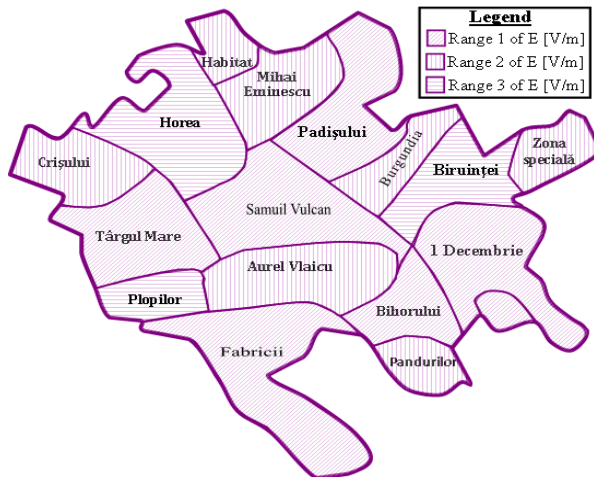 Legend
Range 1 of E [V/m]
Range 2 of E [V/m]
Range 3 of E [V/m]
Habitat
Mihai
Eminescu
Horea
Padişului
Burgundia
Zona
specială
Biruinţei
Crişului
Samuil Vulcan
Târgul Mare
1 Decembrie
Aurel Vlaicu
Plopilor
Bihorului
Fabricii
Pandurilor